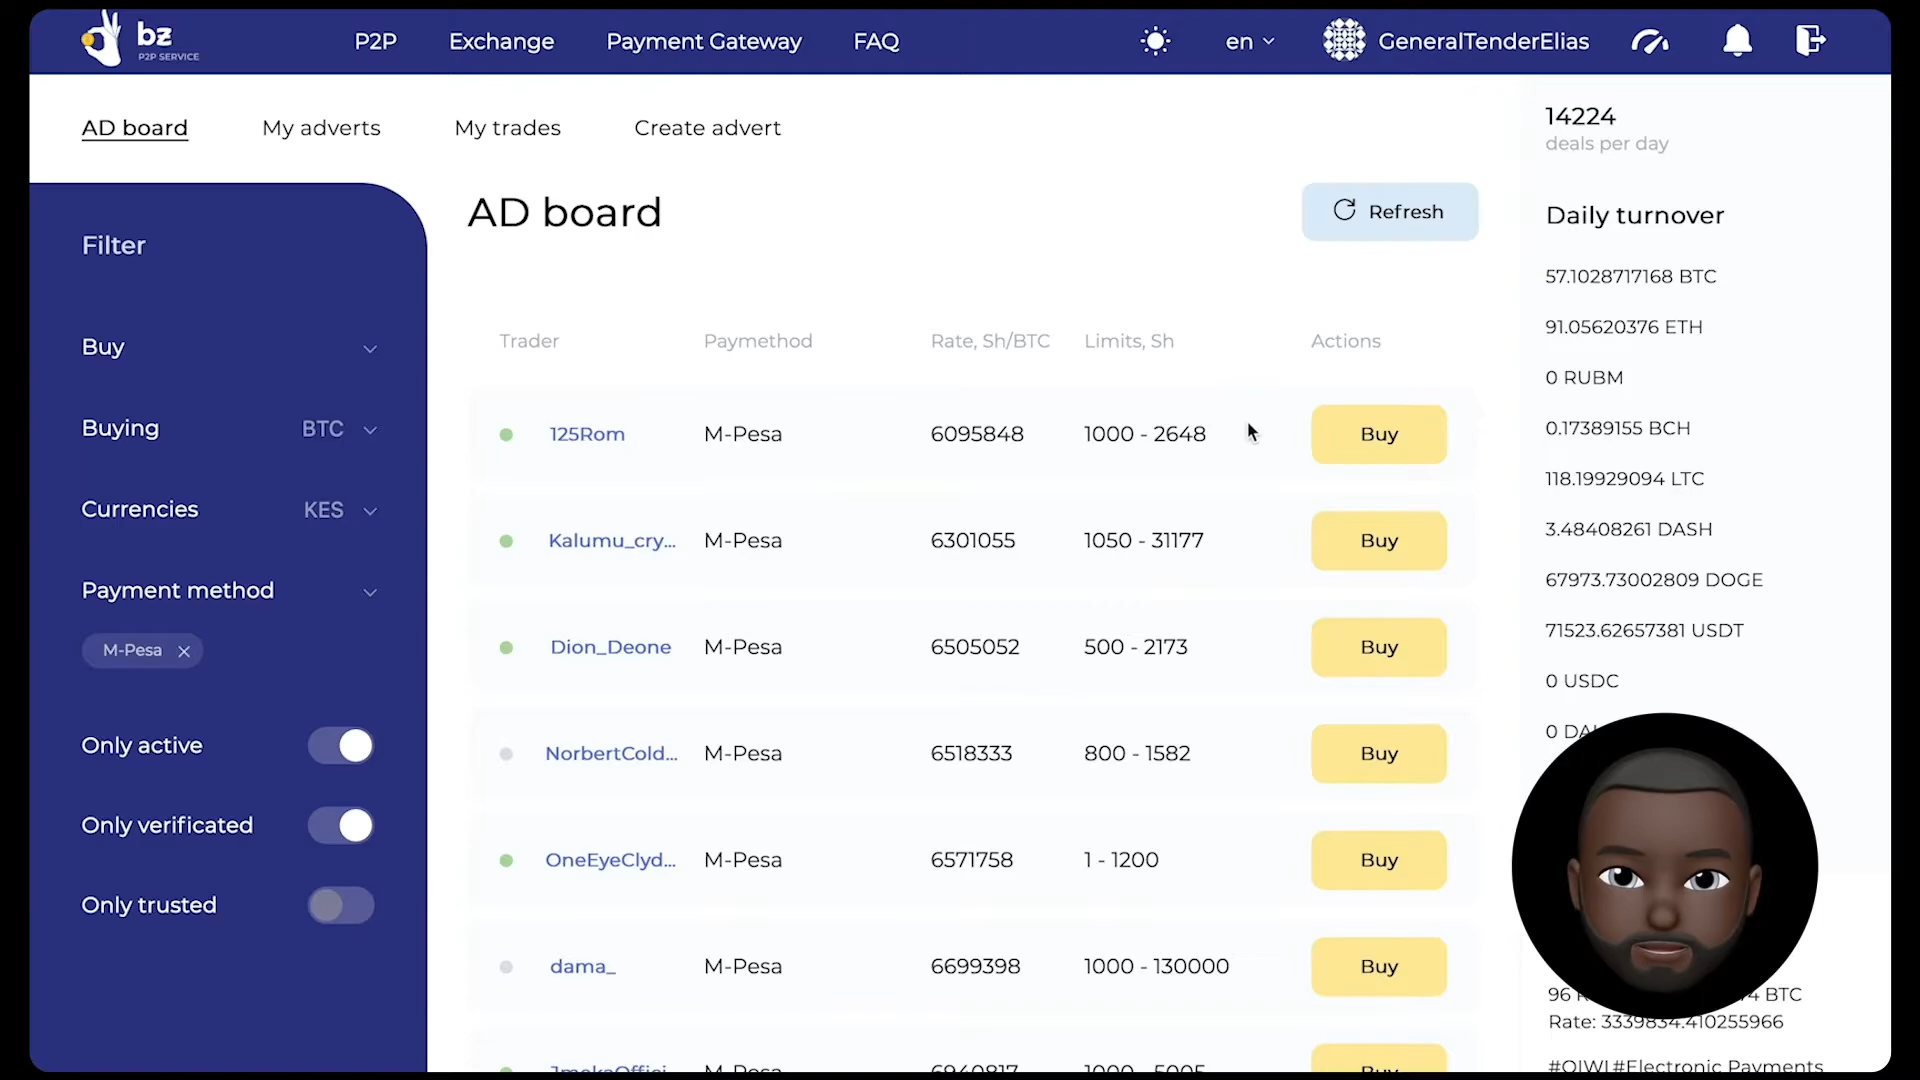 bz
P2P SERVICE
P2P
Exchange
Payment Gateway
FAQ
en
GeneralTenderElias
AD board
My adverts
My trades
Create advert
14224
deals per day
Filter
Buy
Buying BTC
Currencies KES
Payment method
M-Pesa
Only active
Only verificated
Only trusted
AD board
Refresh
Trader Paymethod Rate, Sh/BTC Limits, Sh Actions
125Rom M-Pesa 6095848 1000 - 2648 Buy
Kalumu_cry... M-Pesa 6301055 1050 - 31177 Buy
Dion_Deone M-Pesa 6505052 500 - 2173 Buy
NorbertCold... M-Pesa 6518333 800 - 1582 Buy
OneEyeClyd... M-Pesa 6571758 1 - 1200 Buy
dama_ M-Pesa 6699398 1000 - 130000 Buy
M-Pesa 6940817 1000 - 5005 Buy
Daily turnover
57.1028717168 BTC
91.05620376 ETH
0 RUBM
0.17389155 BCH
118.19929094 LTC
3.48408261 DASH
67973.73002809 DOGE
71523.62657381 USDT
0 USDC
0
96 BTC
Rate: 3339834.410255966
#QIWI #Electronic Payments